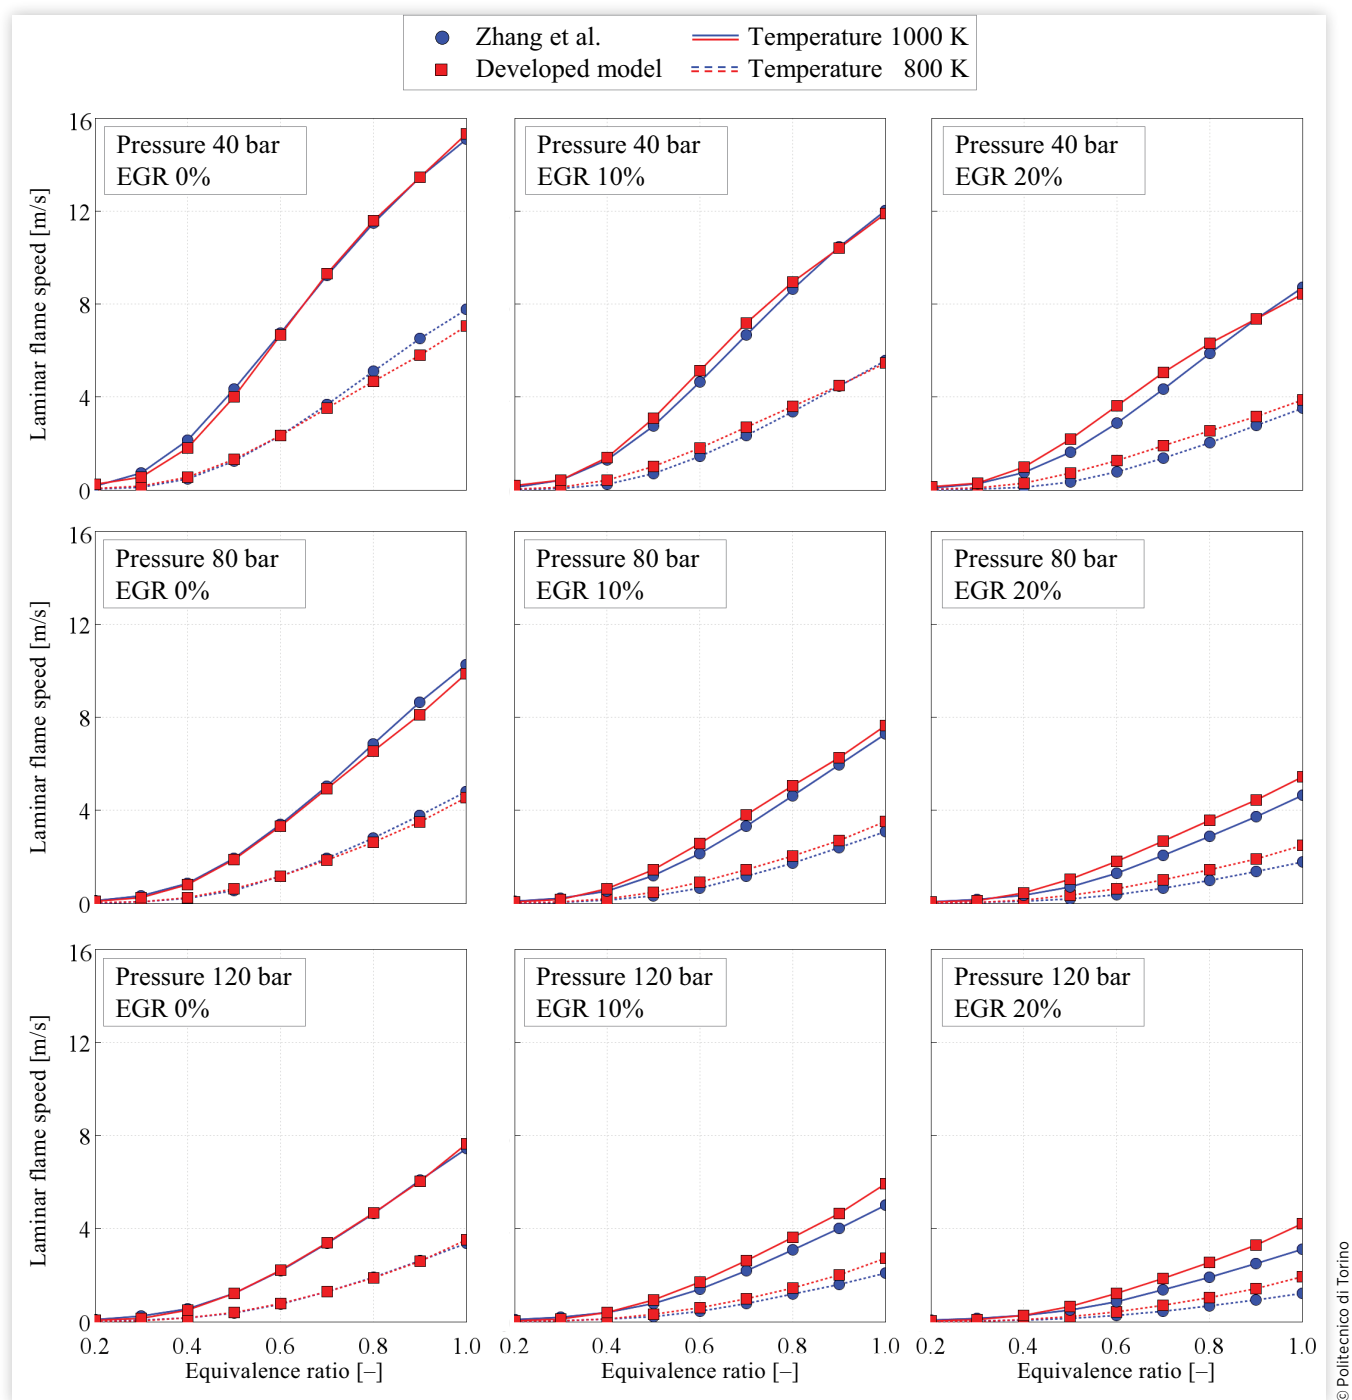 Zhang et al. Temperature 1000 K
Developed model Temperature 800 K
Pressure 40 bar
EGR 0%
Pressure 40 bar
EGR 10%
Pressure 40 bar
EGR 20%
Laminar flame speed [m/s]
16
12
8
4
0
Pressure 80 bar
EGR 0%
Pressure 80 bar
EGR 10%
Pressure 80 bar
EGR 20%
Laminar flame speed [m/s]
16
12
8
4
0
Pressure 120 bar
EGR 0%
Pressure 120 bar
EGR 10%
Pressure 120 bar
EGR 20%
Laminar flame speed [m/s]
16
12
8
4
0
0.2 0.4 0.6 0.8 1.0
0.2 0.4 0.6 0.8 1.0
0.2 0.4 0.6 0.8 1.0
Equivalence ratio [–]
Equivalence ratio [–]
Equivalence ratio [–]
© Politecnico di Torino